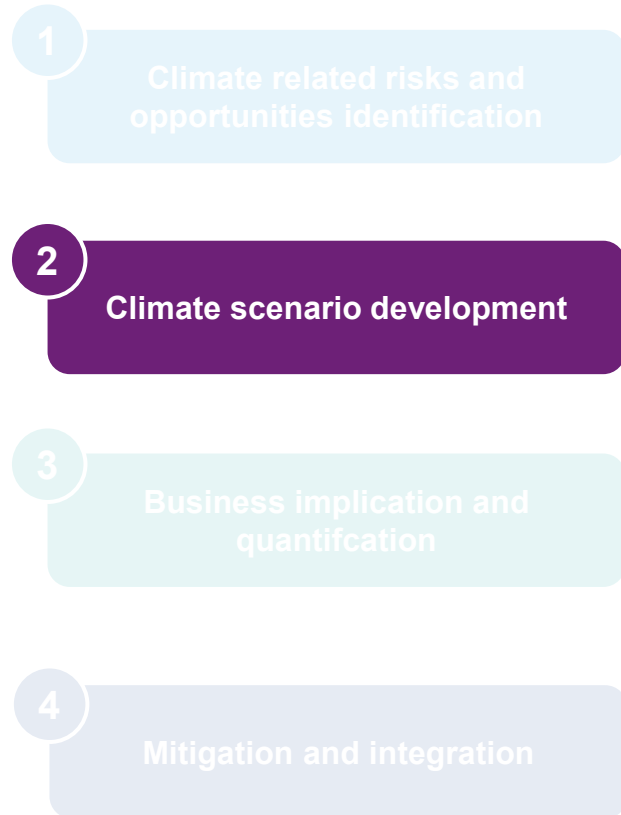 1
Climate related risks and
opportunities identification
2
Climate scenario development
3
Business implication and
quantifcation
4
Mitigation and integration